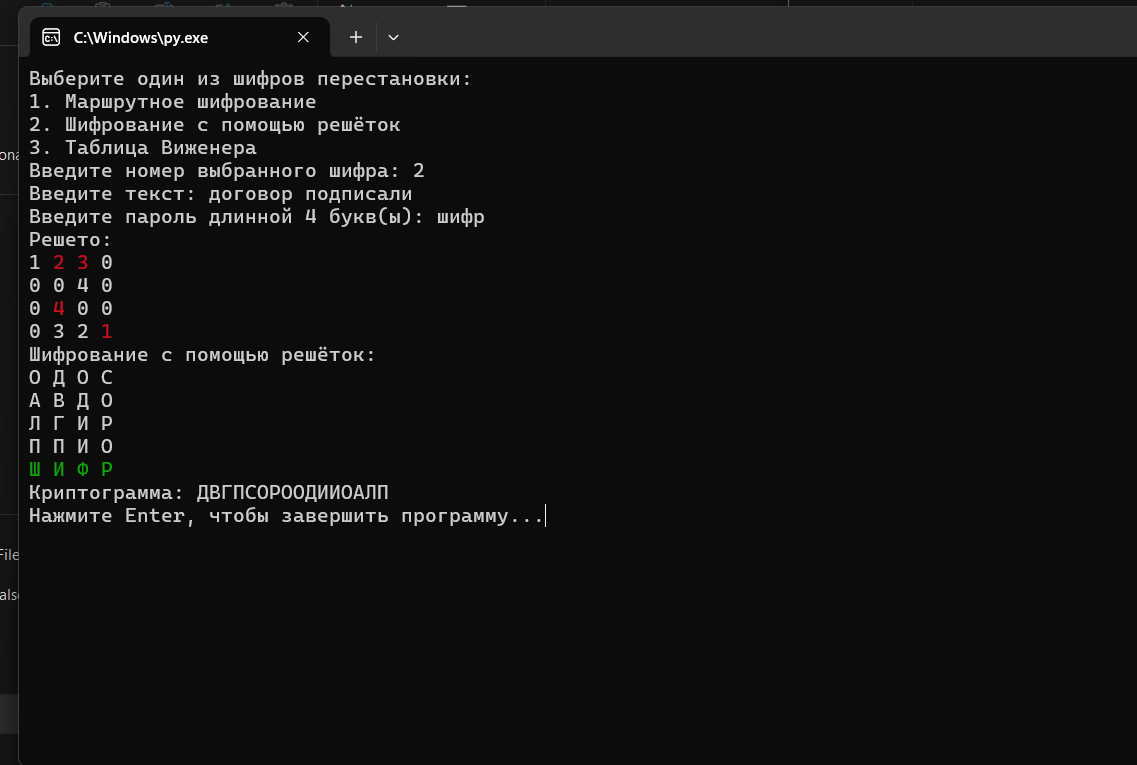 C:\Windows\py.exe
Выберите один из шифров перестановки:
1. Маршрутное шифрование
2. Шифрование с помощью решёток
3. Таблица Виженера
Введите номер выбранного шифра: 2
Введите текст: договор подписали
Введите пароль длинной 4 букв(ы): шифр
Решето:
1 2 3 0
0 0 4 0
0 4 0 0
0 3 2 1
Шифрование с помощью решёток:
О Д О С
А В Д О
Л Г И Р
П П И О
Ш И Ф Р
Криптограмма: ДВГПСОРООДИИОАЛП
Нажмите Enter, чтобы завершить программу...